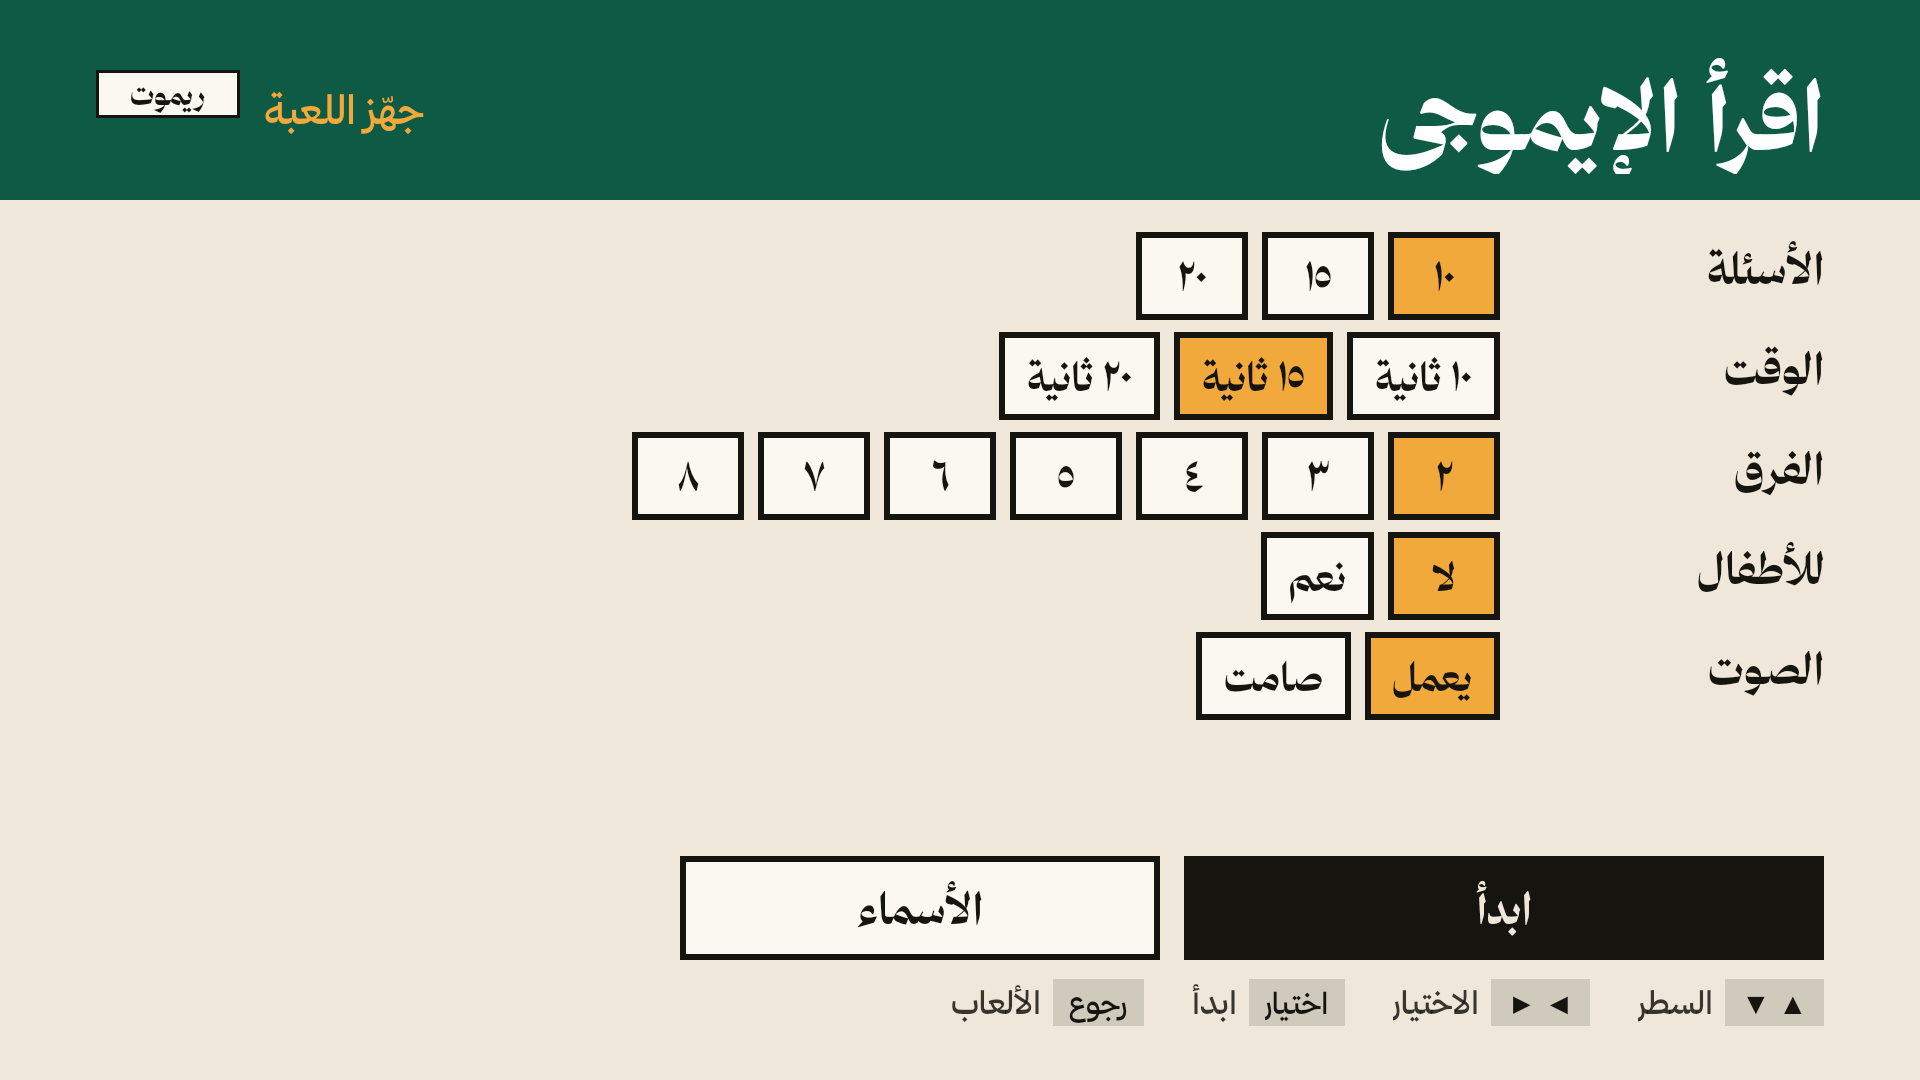 اقرأ الإيموجي
جهّز اللعبة
ريموت
الأسئلة ١٠ ١٥ ٢٠
الوقت ١٠ ثانية ١٥ ثانية ٢٠ ثانية
الفرق ٢ ٣ ٤ ٥ ٦ ٧ ٨
للأطفال لا نعم
الصوت يعمل صامت
ابدأ الأسماء
▲ ▼ السطر ◄ ► الاختيار اختيار ابدأ رجوع الألعاب